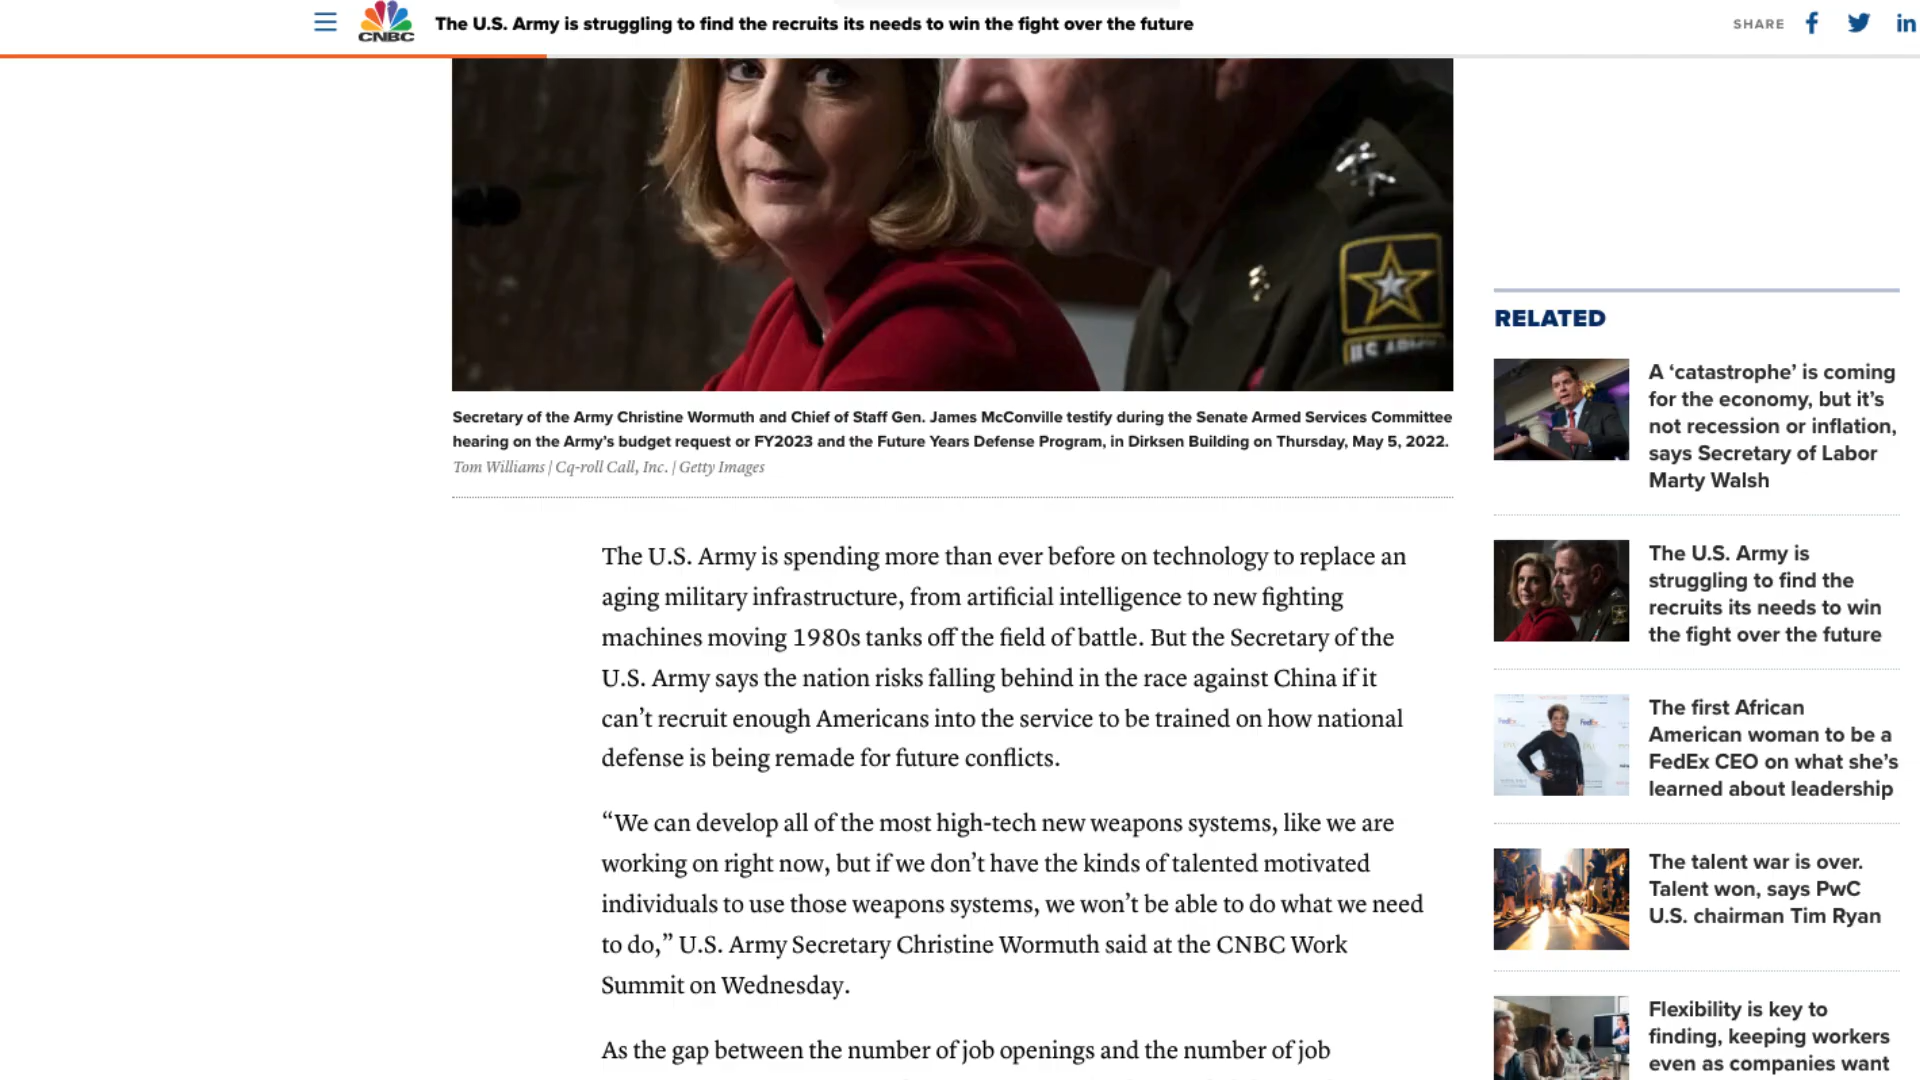 CNBC
The U.S. Army is struggling to find the recruits its needs to win the fight over the future
SHARE
Secretary of the Army Christine Wormuth and Chief of Staff Gen. James McConville testify during the Senate Armed Services Committee
hearing on the Army's budget request or FY2023 and the Future Years Defense Program, in Dirksen Building on Thursday, May 5, 2022.
Tom Williams | Cq-roll Call, Inc. | Getty Images
The U.S. Army is spending more than ever before on technology to replace an
aging military infrastructure, from artificial intelligence to new fighting
machines moving 1980s tanks off the field of battle. But the Secretary of the
U.S. Army says the nation risks falling behind in the race against China if it
can't recruit enough Americans into the service to be trained on how national
defense is being remade for future conflicts.
“We can develop all of the most high-tech new weapons systems, like we are
working on right now, but if we don't have the kinds of talented motivated
individuals to use those weapons systems, we won't be able to do what we need
to do,” U.S. Army Secretary Christine Wormuth said at the CNBC Work
Summit on Wednesday.
As the gap between the number of job openings and the number of job
RELATED
A ‘catastrophe’ is coming
for the economy, but it's
not recession or inflation,
says Secretary of Labor
Marty Walsh
The U.S. Army is
struggling to find the
recruits its needs to win
the fight over the future
The first African
American woman to be a
FedEx CEO on what she's
learned about leadership
The talent war is over.
Talent won, says PwC
U.S. chairman Tim Ryan
Flexibility is key to
finding, keeping workers
even as companies want
U.S. ARMY
FedEx
FedEx